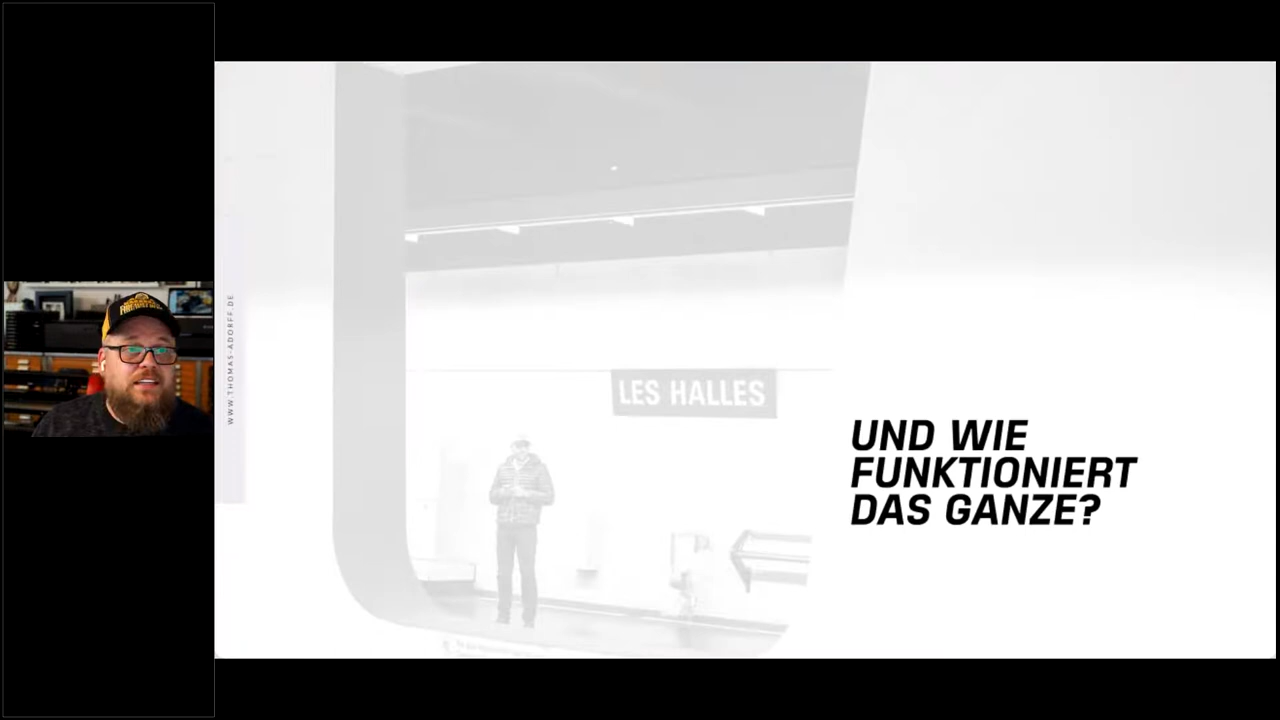 WWW.THOMAS-ADORFF.DE
LES HALLES
UND WIE
FUNKTIONIERT
DAS GANZE?